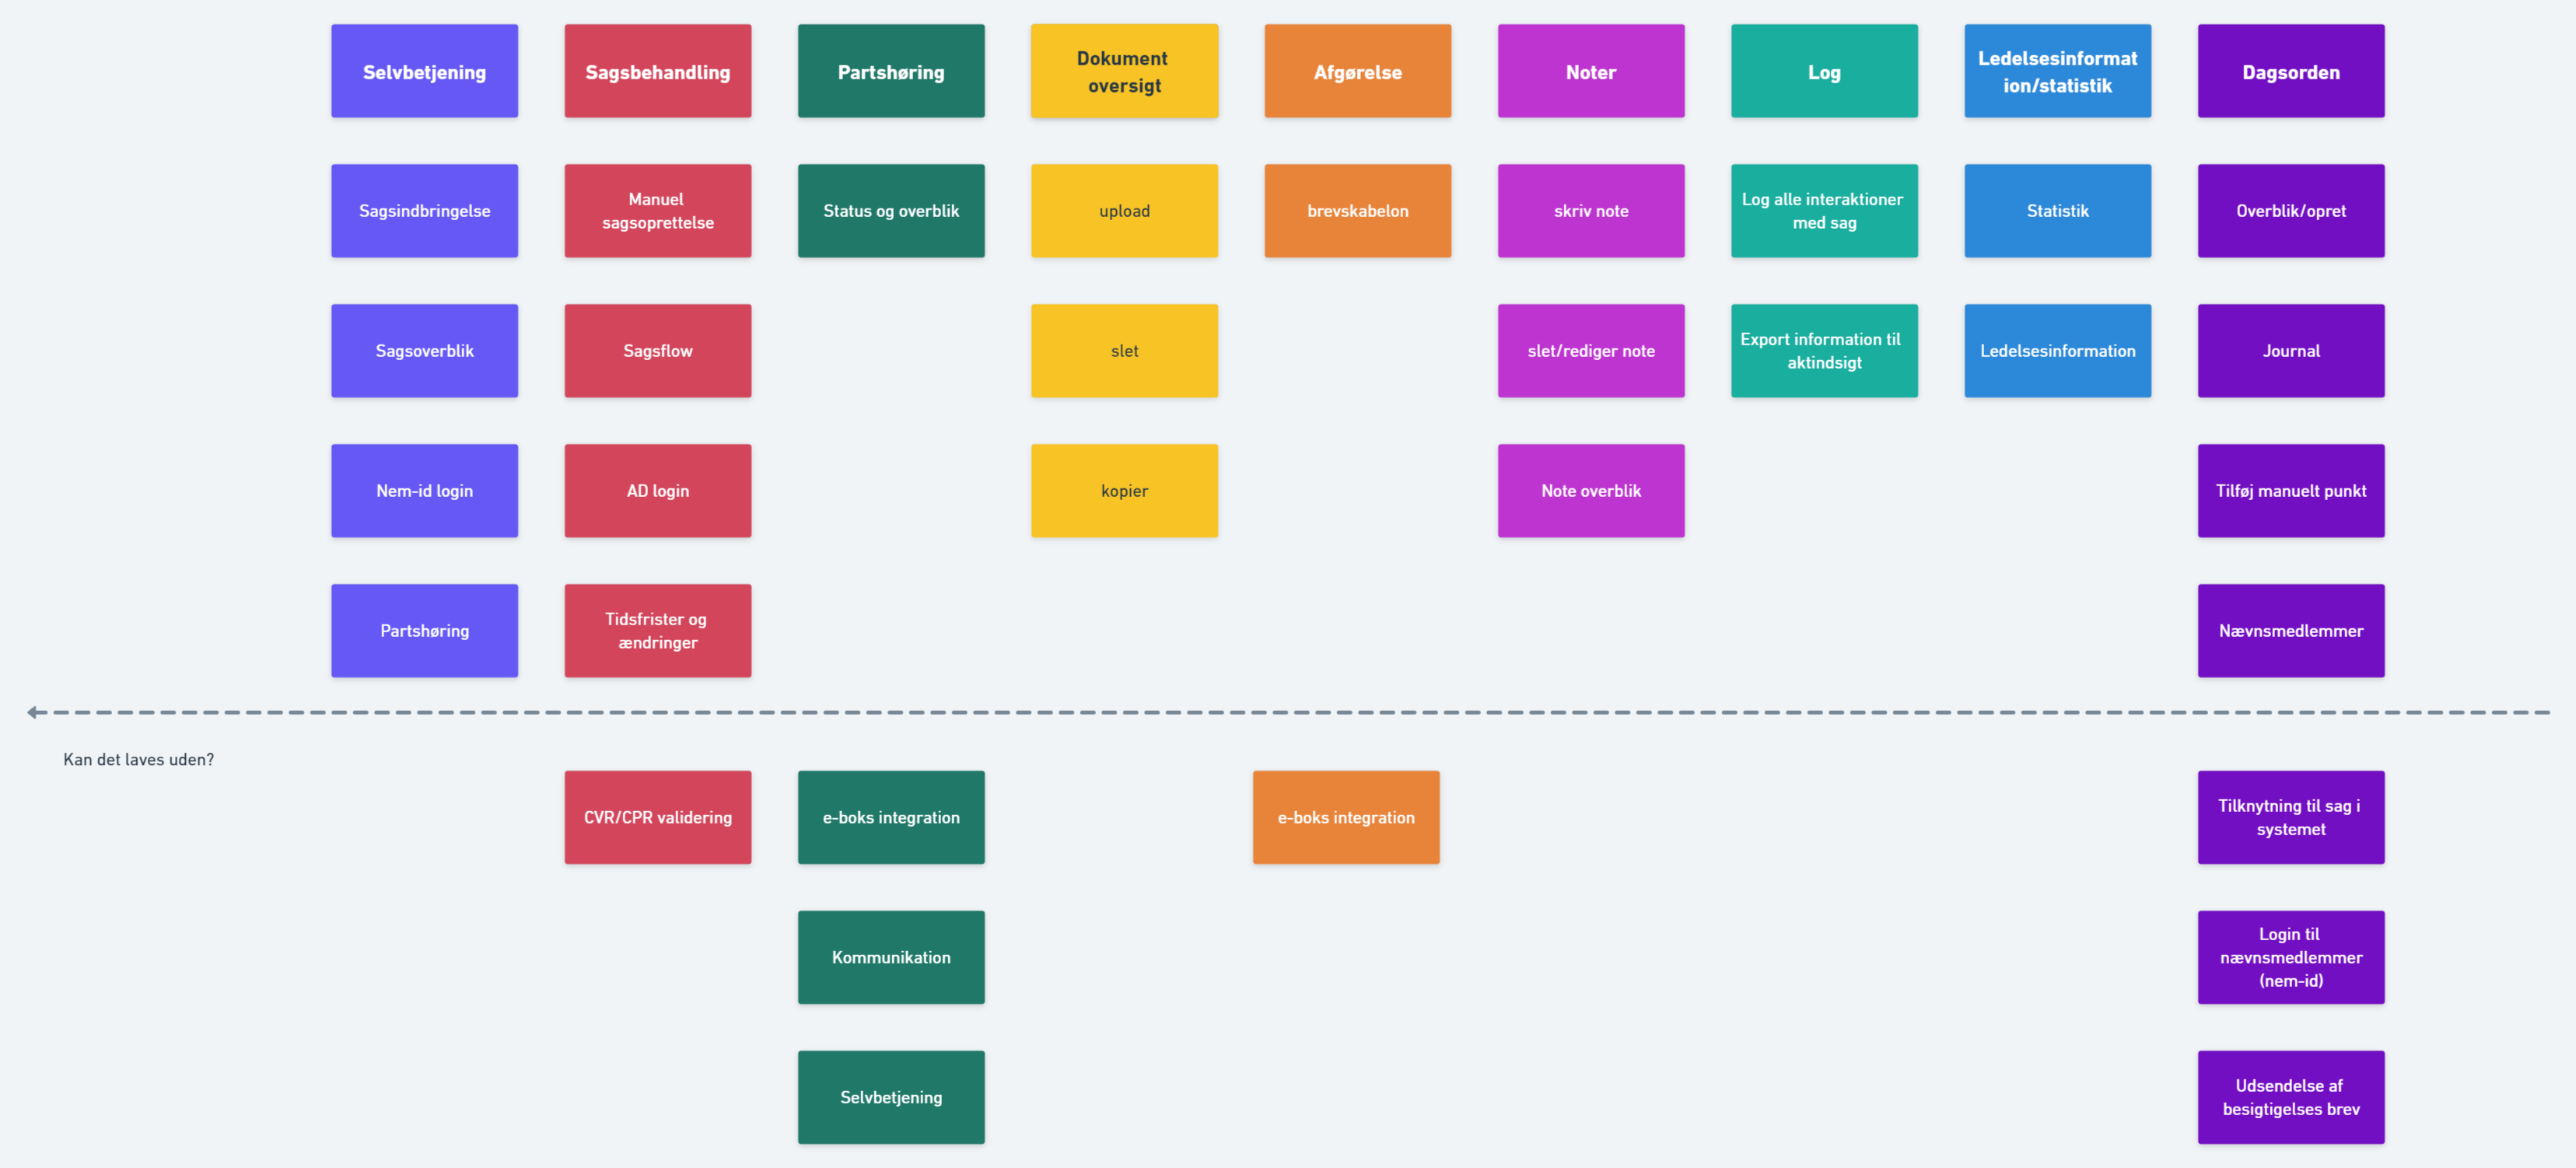 Selvbetjening
Sagsbehandling
Partshøring
Dokument
oversigt
Afgørelse
Noter
Log
Ledelsesinformat
ion/statistik
Dagsorden
Sagsindbringelse
Manuel
sagsoprettelse
Status og overblik
upload
brevskabelon
skriv note
Log alle interaktioner
med sag
Statistik
Overblik/opret
Sagsoverblik
Sagsflow
slet
slet/rediger note
Export information til
aktindsigt
Ledelsesinformation
Journal
Nem-id login
AD login
kopier
Note overblik
Tilføj manuelt punkt
Partshøring
Tidsfrister og
ændringer
Nævnsmedlemmer
Kan det laves uden?
CVR/CPR validering
e-boks integration
e-boks integration
Tilknytning til sag i
systemet
Kommunikation
Login til
nævnsmedlemmer
(nem-id)
Selvbetjening
Udsendelse af
besigtigelses brev